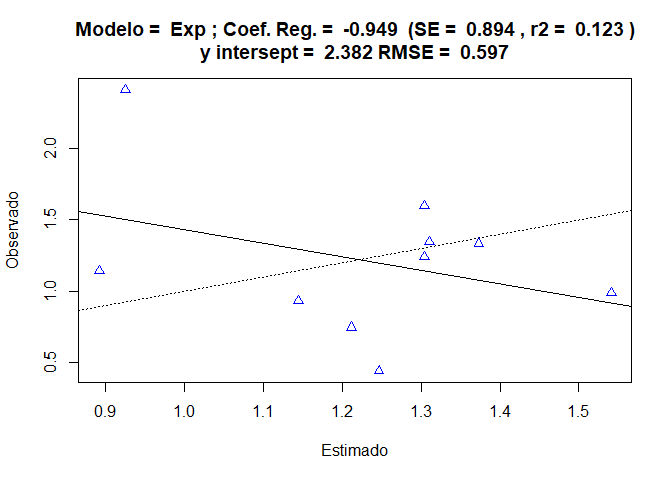 Modelo = Exp ; Coef. Reg. = -0.949 (SE = 0.894 , r2 = 0.123 )
y intersept = 2.382 RMSE = 0.597
2.0
1.5
1.0
0.5
Observado
0.9 1.0 1.1 1.2 1.3 1.4 1.5
Estimado